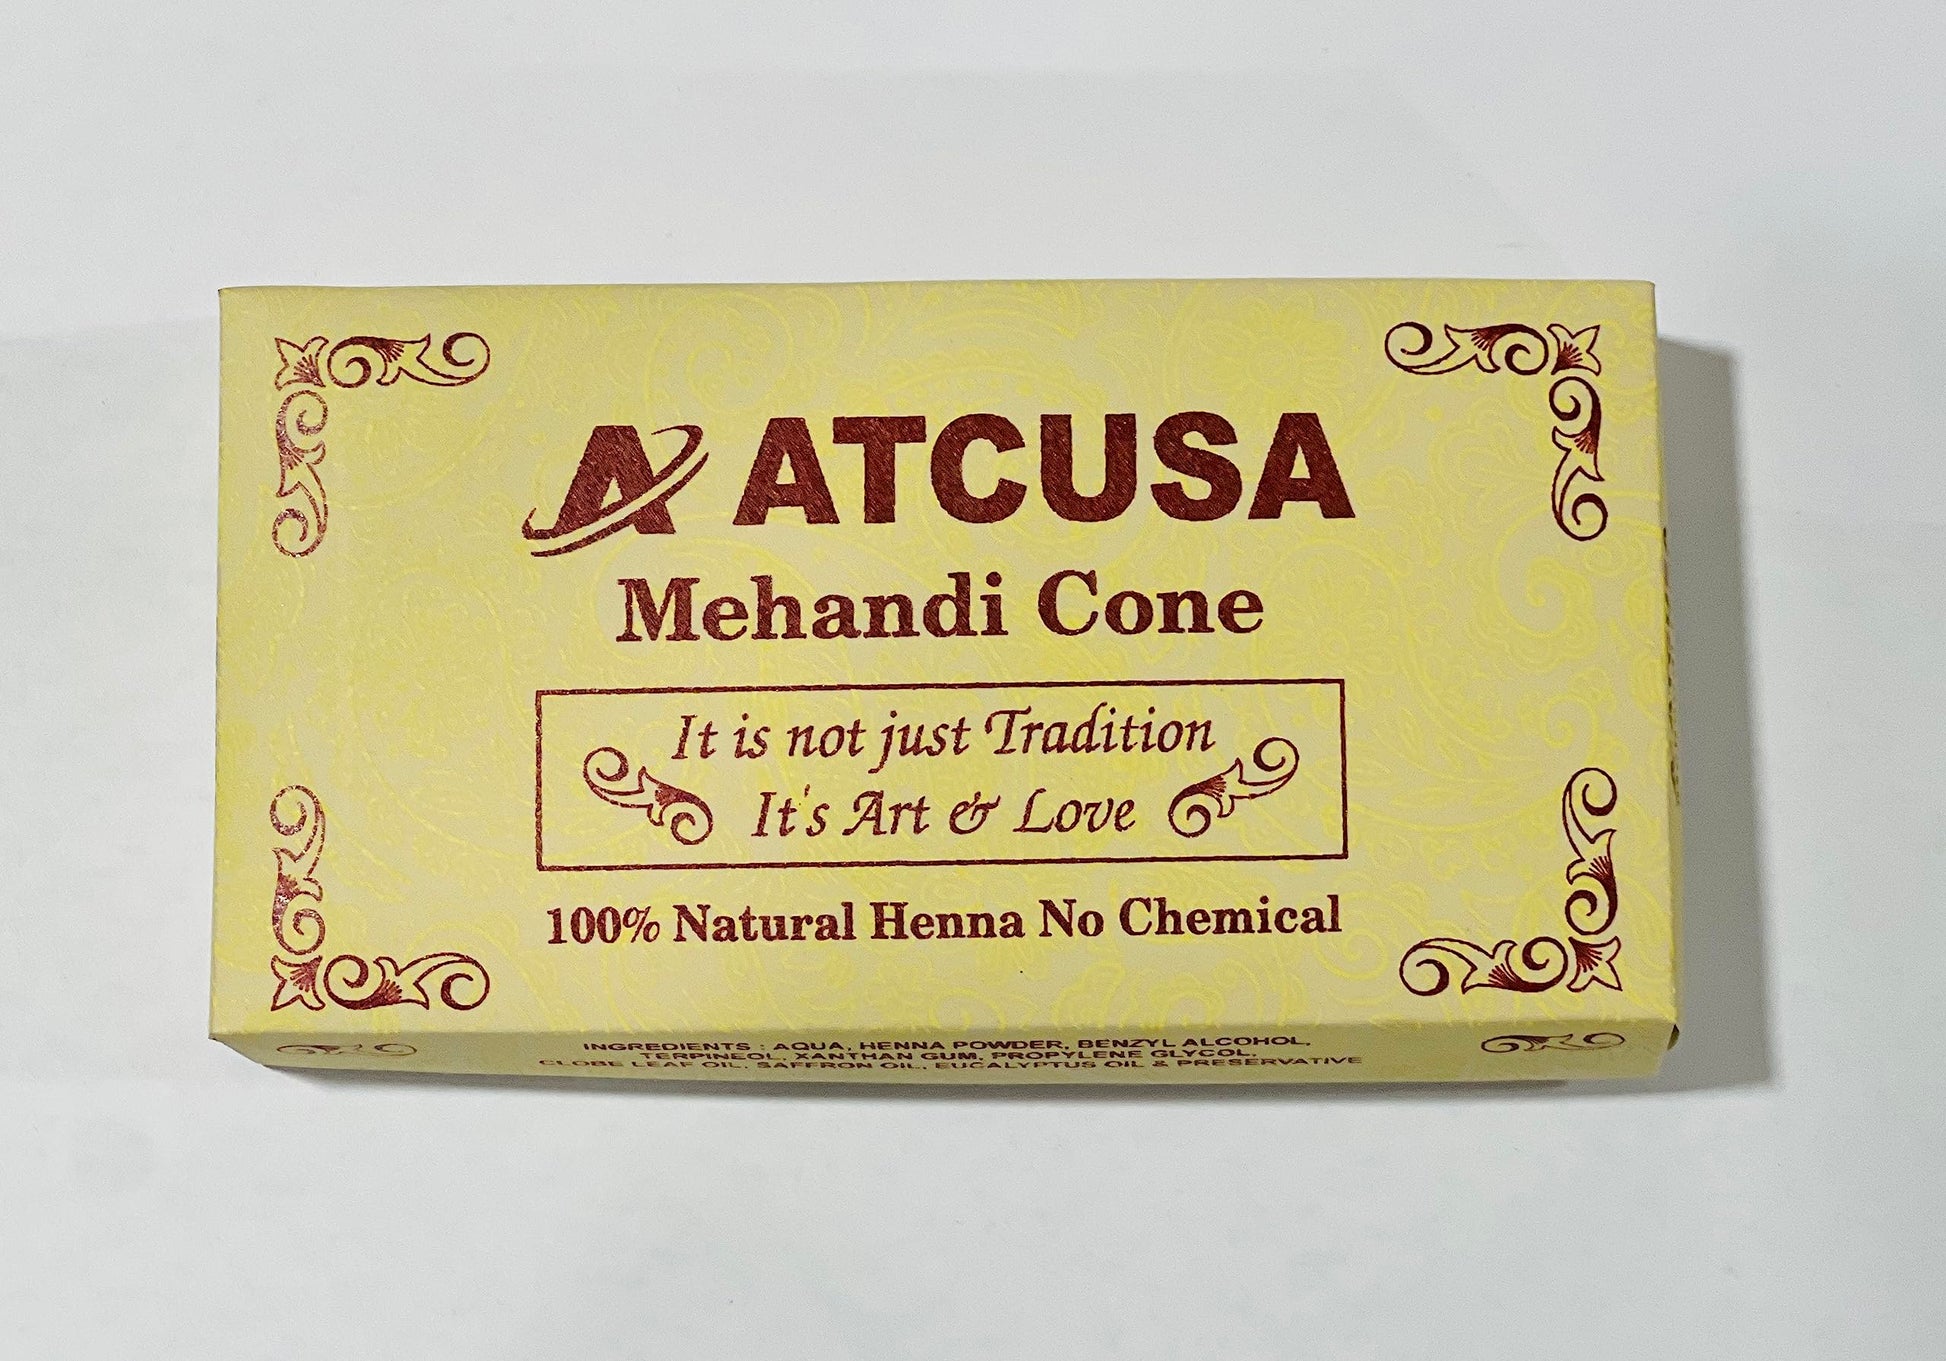 ATCUSA
Mehandi Cone
It is not just Tradition
It's Art & Love
100% Natural Henna No Chemical
INGREDIENTS : AQUA, HENNA POWDER, BENZYL ALCOHOL,
TERPINEOL, XANTHAN GUM, PROPYLENE GLYCOL,
CLOBE LEAF OIL, SAFFRON OIL, EUCALYPTUS OIL & PRESERVATIVE